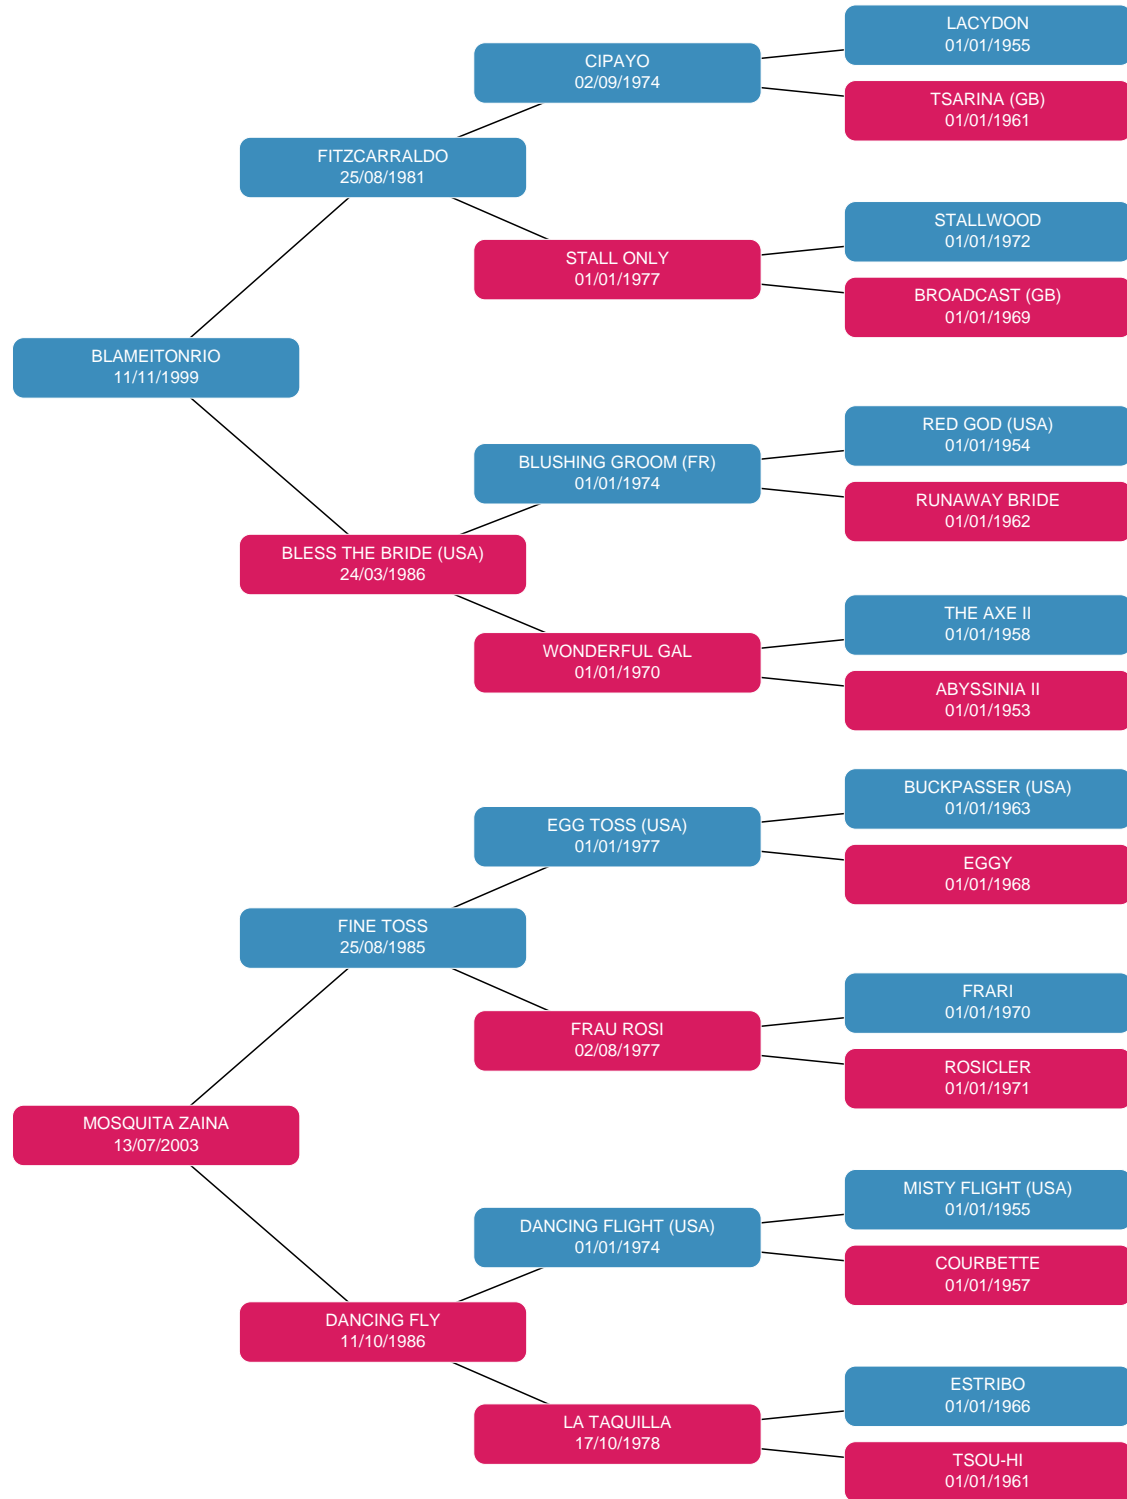 LACYDON
01/01/1955
CIPAYO
02/09/1974
TSARINA (GB)
01/01/1961
FITZCARRALDO
25/08/1981
STALLWOOD
01/01/1972
STALL ONLY
01/01/1977
BROADCAST (GB)
01/01/1969
BLAMEITONRIO
11/11/1999
RED GOD (USA)
01/01/1954
BLUSHING GROOM (FR)
01/01/1974
RUNAWAY BRIDE
01/01/1962
BLESS THE BRIDE (USA)
24/03/1986
THE AXE II
01/01/1958
WONDERFUL GAL
01/01/1970
ABYSSINIA II
01/01/1953
BUCKPASSER (USA)
01/01/1963
EGG TOSS (USA)
01/01/1977
EGGY
01/01/1968
FINE TOSS
25/08/1985
FRARI
01/01/1970
FRAU ROSI
02/08/1977
ROSICLER
01/01/1971
MOSQUITA ZAINA
13/07/2003
MISTY FLIGHT (USA)
01/01/1955
DANCING FLIGHT (USA)
01/01/1974
COURBETTE
01/01/1957
DANCING FLY
11/10/1986
ESTRIBO
01/01/1966
LA TAQUILLA
17/10/1978
TSOU-HI
01/01/1961